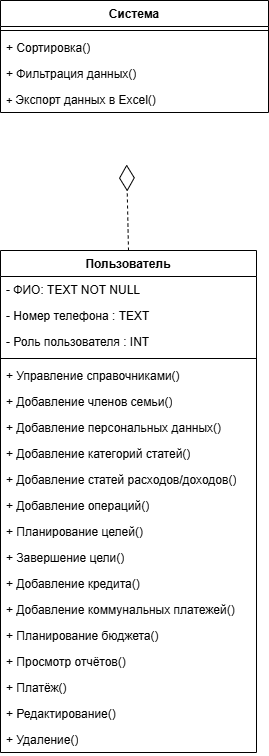 Система
+ Сортировка()
+ Фильтрация данных()
+ Экспорт данных в Excel()
Пользователь
- ФИО: TEXT NOT NULL
- Номер телефона : TEXT
- Роль пользователя : INT
+ Управление справочниками()
+ Добавление членов семьи()
+ Добавление персональных данных()
+ Добавление категорий статей()
+ Добавление статей расходов/доходов()
+ Добавление операций()
+ Планирование целей()
+ Завершение цели()
+ Добавление кредита()
+ Добавление коммунальных платежей()
+ Планирование бюджета()
+ Просмотр отчётов()
+ Платёж()
+ Редактирование()
+ Удаление()